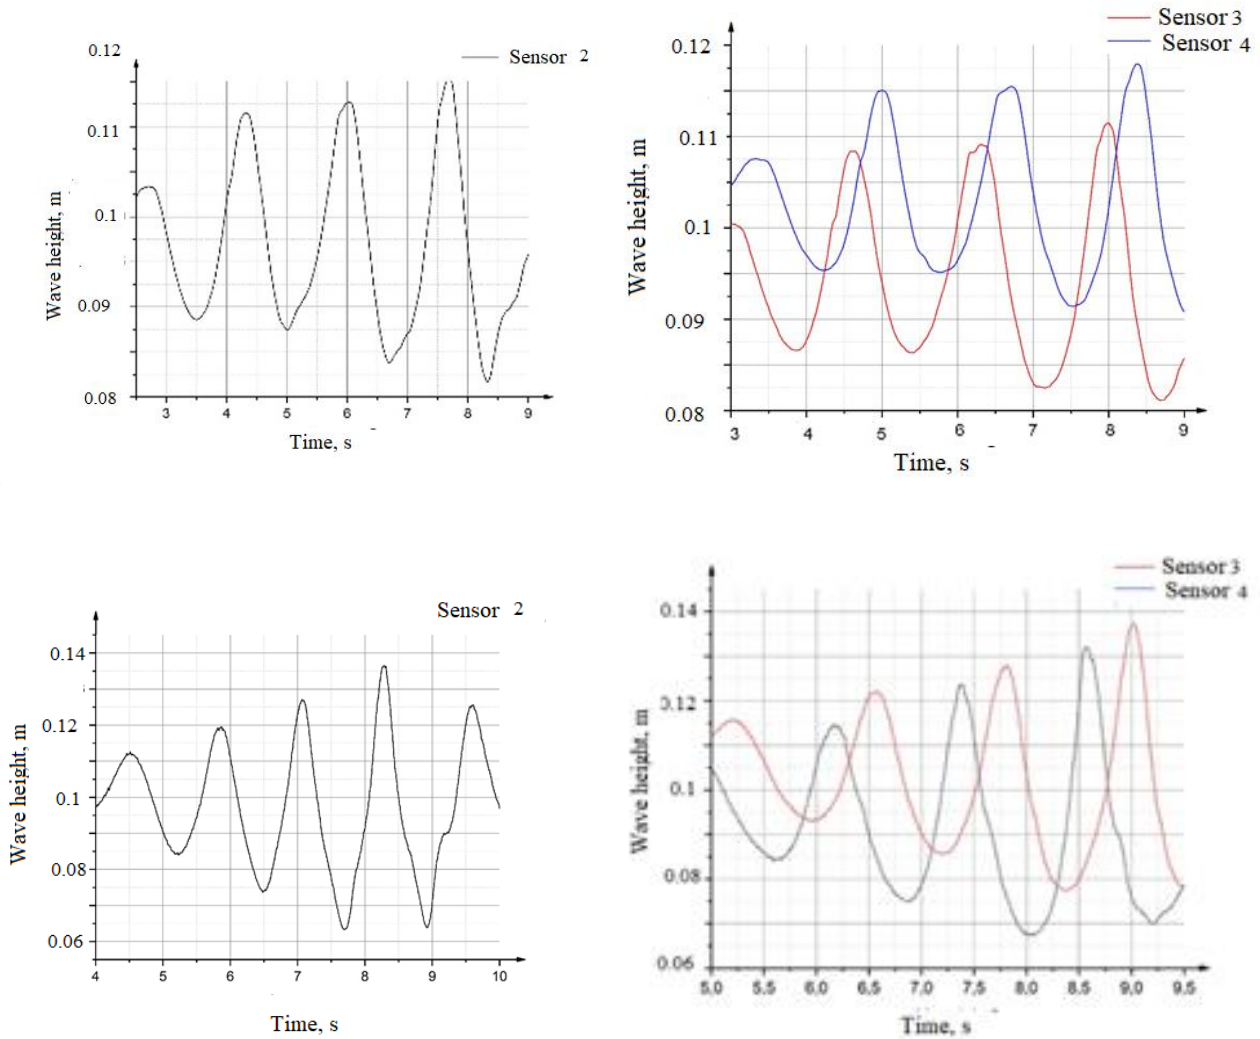 0.12
Sensor 2
0.11
0.1
0.09
0.08
Wave height, m
3 4 5 6 7 8 9
Time, s
Sensor 3
Sensor 4
0.12
0.11
0.1
0.09
0.08
Wave height, m
3 4 5 6 7 8 9
Time, s
Sensor 2
0.14
0.12
0.1
0.08
0.06
Wave height, m
4 5 6 7 8 9 10
Time, s
Sensor 3
Sensor 4
0.14
0.12
0.1
0.08
0.06
Wave height, m
5,0 5,5 6,0 6,5 7,0 7,5 8,0 8,5 9,0 9,5
Time, s